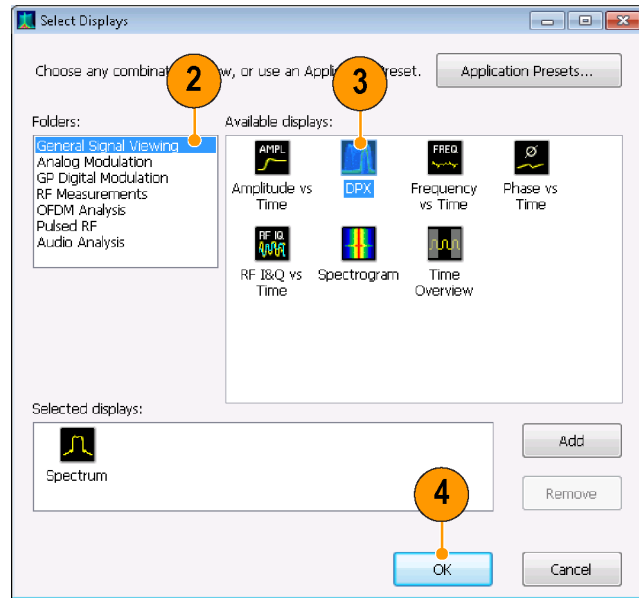 Select Displays
Choose any combinat 2 w, or use an Appl 3 reset.
Application Presets...
Folders:
General Signal Viewing
Analog Modulation
GP Digital Modulation
RF Measurements
OFDM Analysis
Pulsed RF
Audio Analysis
Available displays:
AMPL
FREQ
Ø
Amplitude vs
Time
DPX
Frequency
vs Time
Phase vs
Time
RF IQ
RF I&Q vs
Time
Spectrogram
Time
Overview
Selected displays:
Spectrum
Add
Remove
4
OK
Cancel